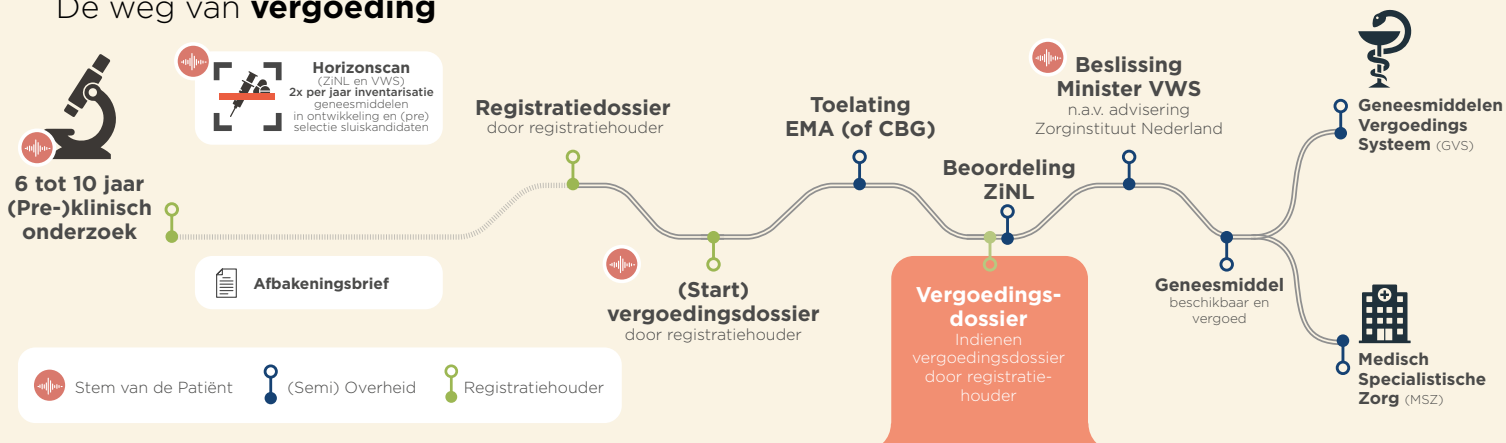 De weg van vergoeding
Horizonscan
(ZiNL en VWS)
2x per jaar inventarisatie
geneesmiddelen
in ontwikkeling en (pre)
selectie sluiskandidaten
6 tot 10 jaar
(Pre-)klinisch
onderzoek
Afbakeningsbrief
Registratiedossier
door registratiehouder
(Start)
vergoedingsdossier
door registratiehouder
Toelating
EMA (of CBG)
Beoordeling
ZiNL
Vergoedings-
dossier
Indienen
vergoedingsdossier
door registratie-
houder
Beslissing
Minister VWS
n.a.v. advisering
Zorginstituut Nederland
Geneesmiddel
beschikbaar en
vergoed
Geneesmiddelen
Vergoedings
Systeem (GVS)
Medisch
Specialistische
Zorg (MSZ)
Stem van de Patiënt
(Semi) Overheid
Registratiehouder